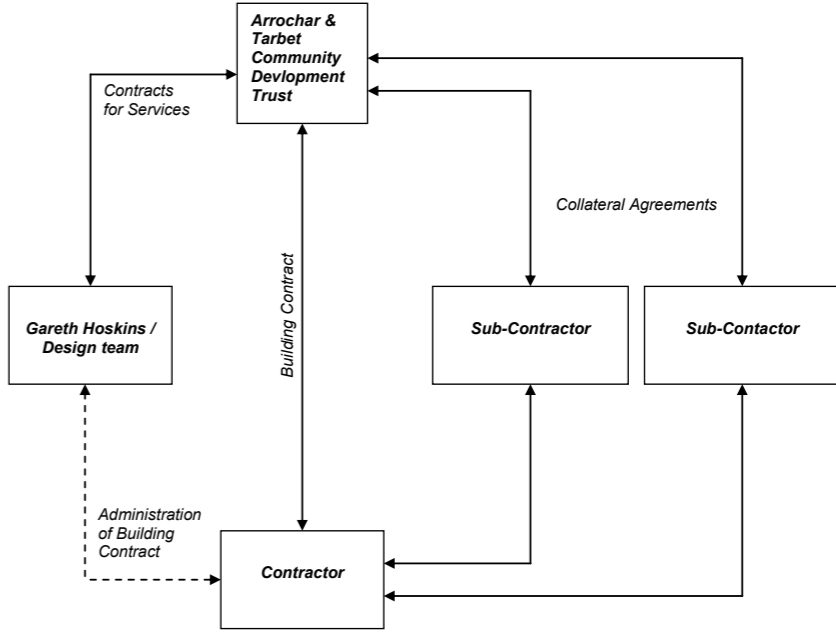 Arrochar &
Tarbet
Community
Devlopment
Trust
Contracts
for Services
Collateral Agreements
Building Contract
Gareth Hoskins /
Design team
Sub-Contractor
Sub-Contactor
Administration
of Building
Contract
Contractor